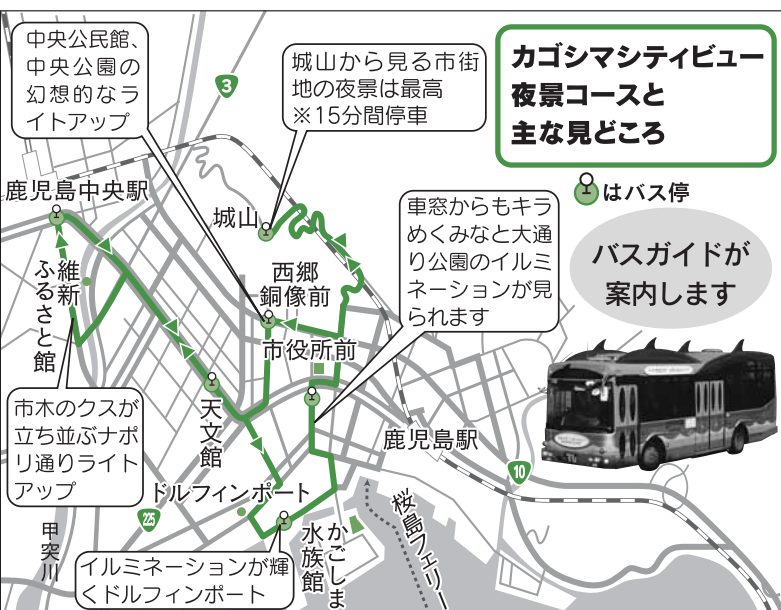 カゴシマシティビュー
夜景コースと
主な見どころ
はバス停
バスガイドが
案内します
中央公民館、
中央公園の
幻想的なラ
イトアップ
城山から見る市街
地の夜景は最高
※15分間停車
車窓からもキラ
めくみなと大通
り公園のイルミ
ネーションが見
られます
3
鹿児島中央駅
城山
西郷
銅像前
市役所前
維新
ふるさと館
市木のクスが
立ち並ぶナポ
リ通りライト
アップ
天文館
鹿児島駅
10
ドルフィンポート
225
甲突川
イルミネーションが輝
くドルフィンポート
かごしま
水族館
桜島フェリー